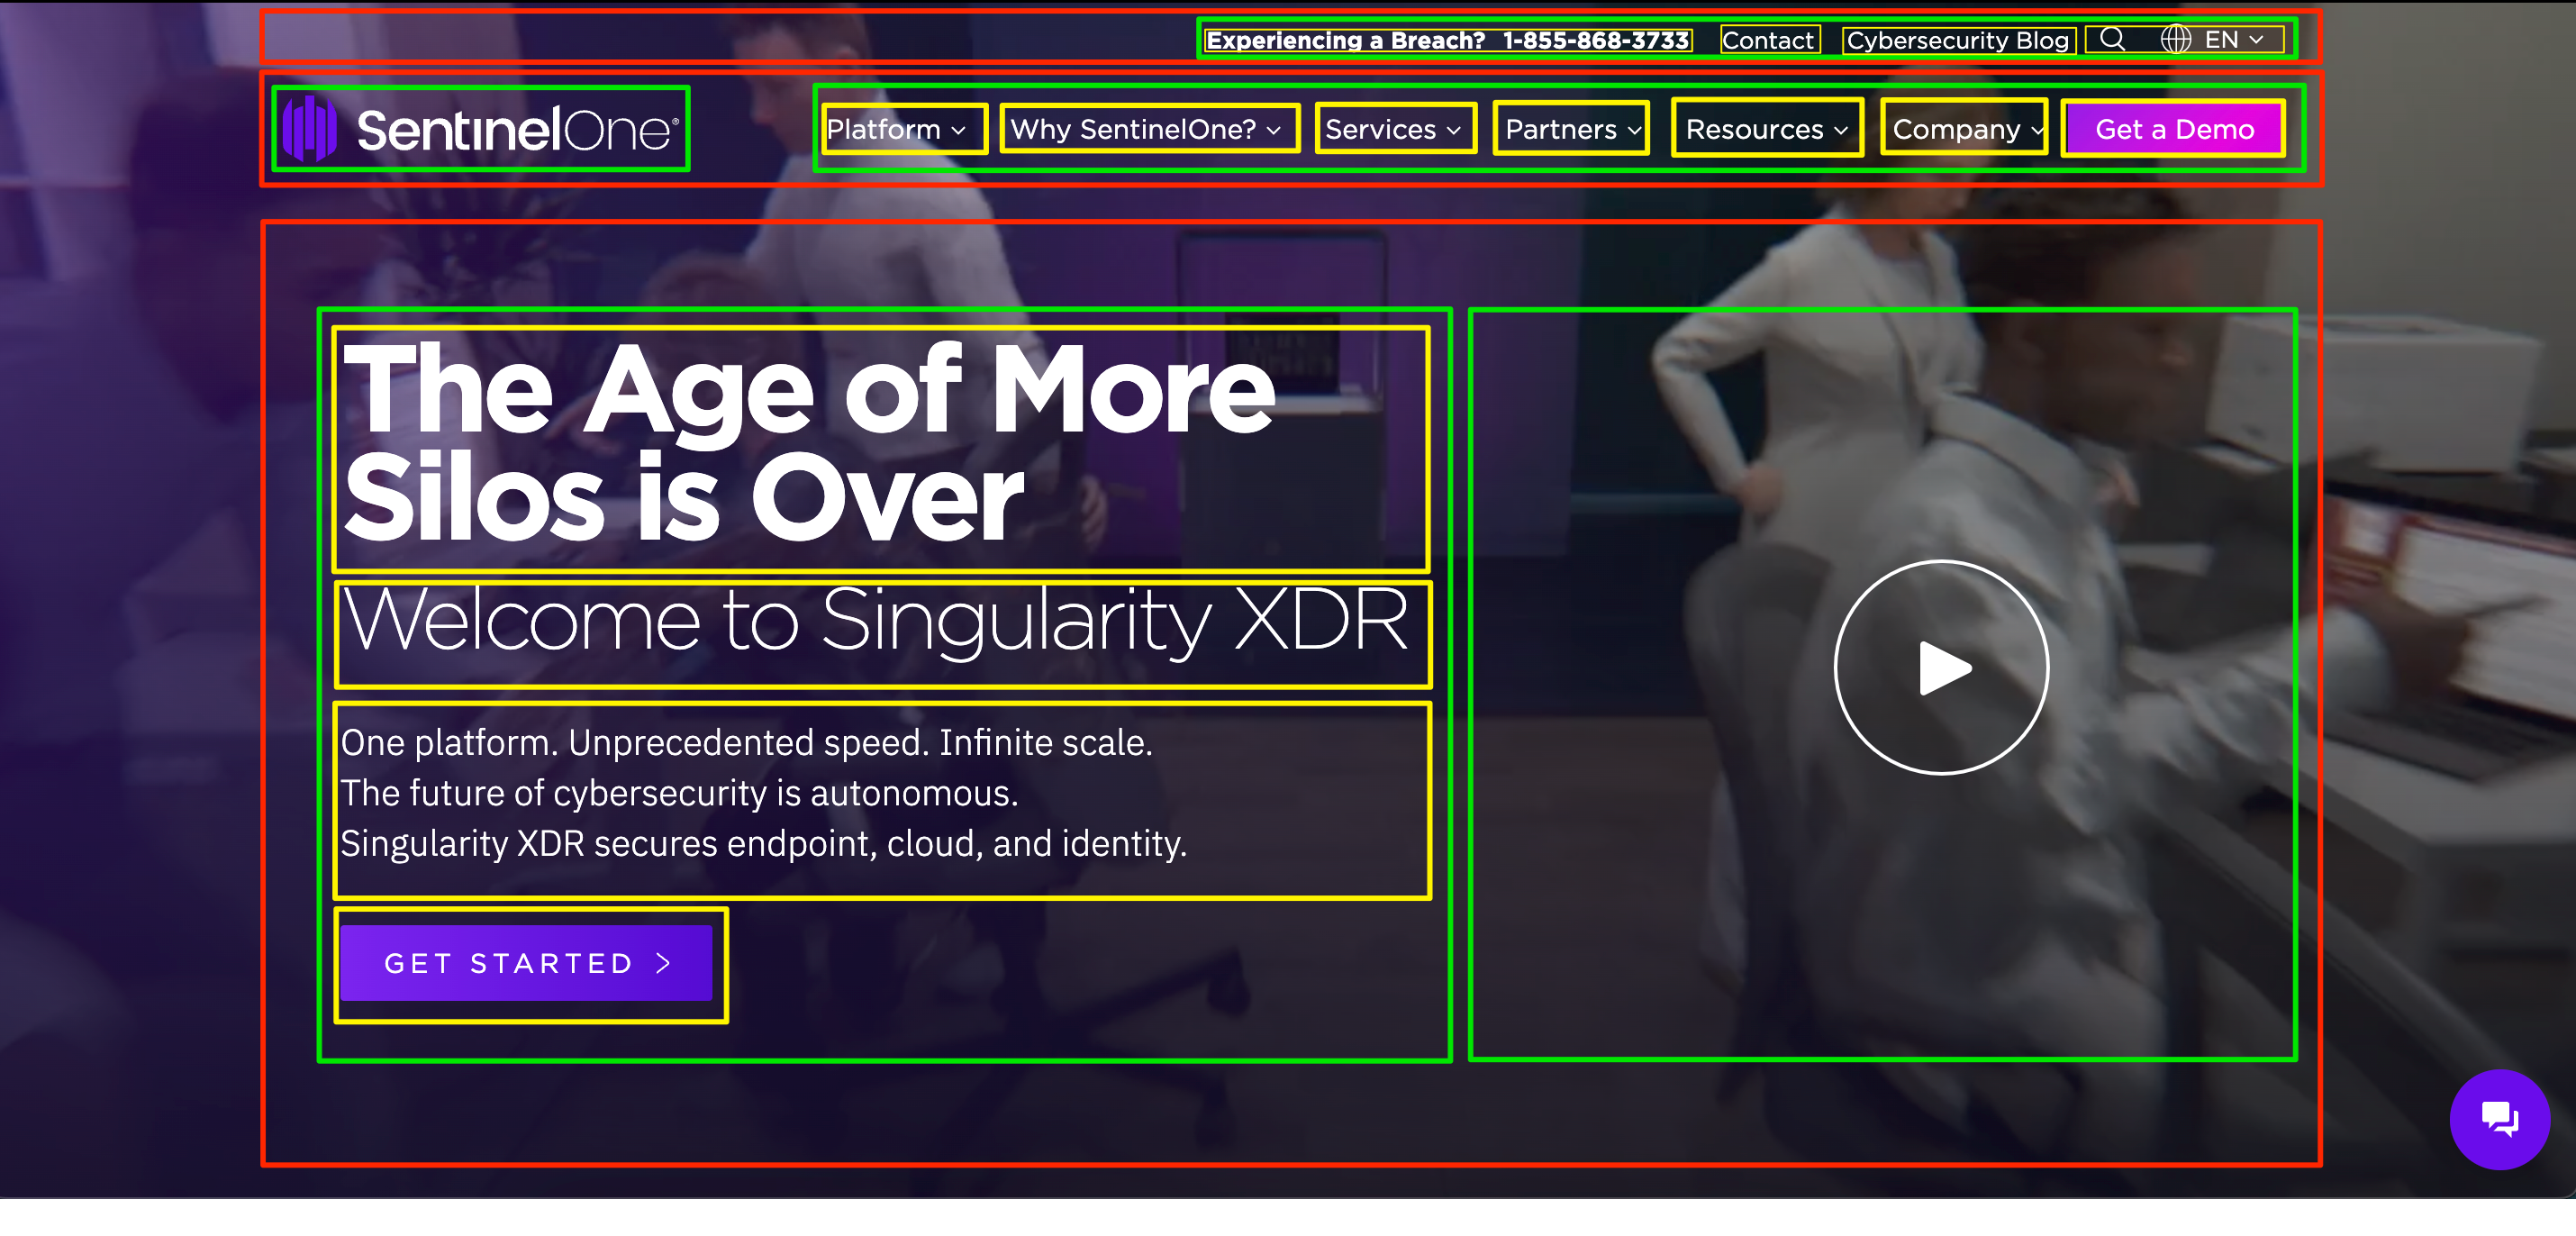 Experiencing a Breach? 1-855-868-3733 Contact Cybersecurity Blog EN
SentinelOne®
Platform Why SentinelOne? Services Partners Resources Company Get a Demo
The Age of More
Silos is Over
Welcome to Singularity XDR
One platform. Unprecedented speed. Infinite scale.
The future of cybersecurity is autonomous.
Singularity XDR secures endpoint, cloud, and identity.
GET STARTED >